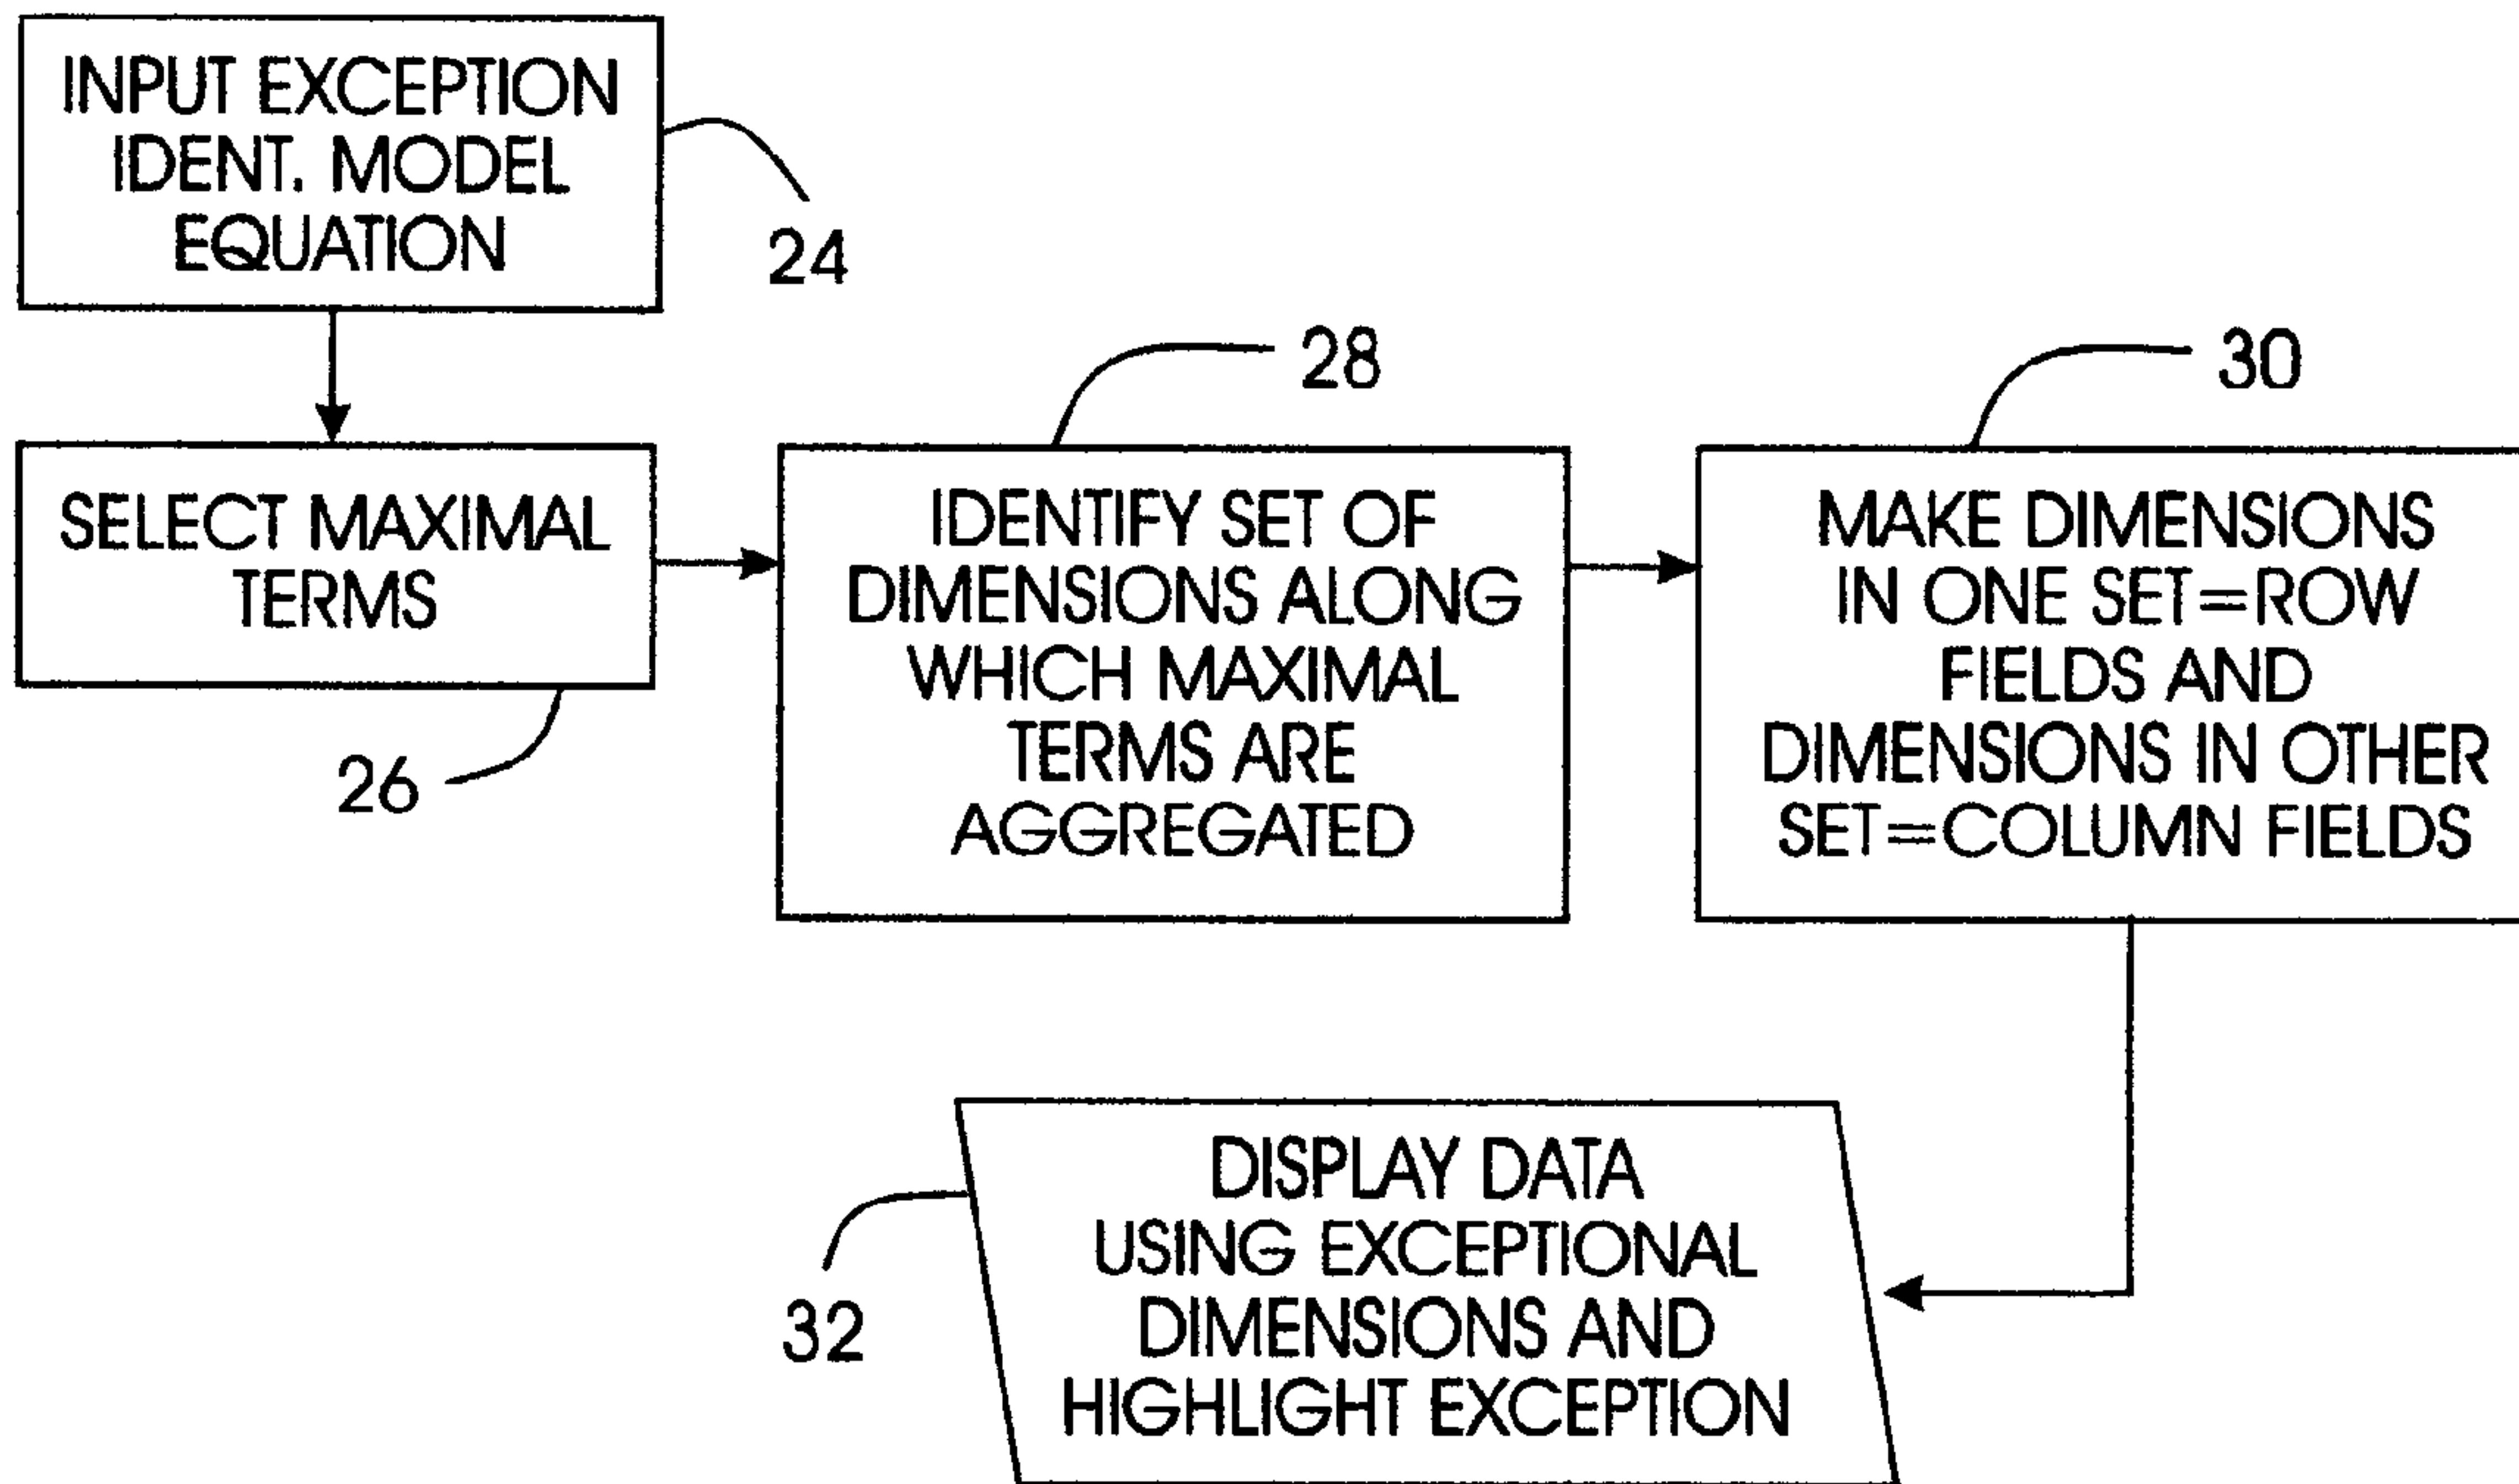 INPUT EXCEPTION
IDENT. MODEL
EQUATION
24
SELECT MAXIMAL
TERMS
26
28
IDENTIFY SET OF
DIMENSIONS ALONG
WHICH MAXIMAL
TERMS ARE
AGGREGATED
30
MAKE DIMENSIONS
IN ONE SET=ROW
FIELDS AND
DIMENSIONS IN OTHER
SET=COLUMN FIELDS
DISPLAY DATA
USING EXCEPTIONAL
DIMENSIONS AND
HIGHLIGHT EXCEPTION
32